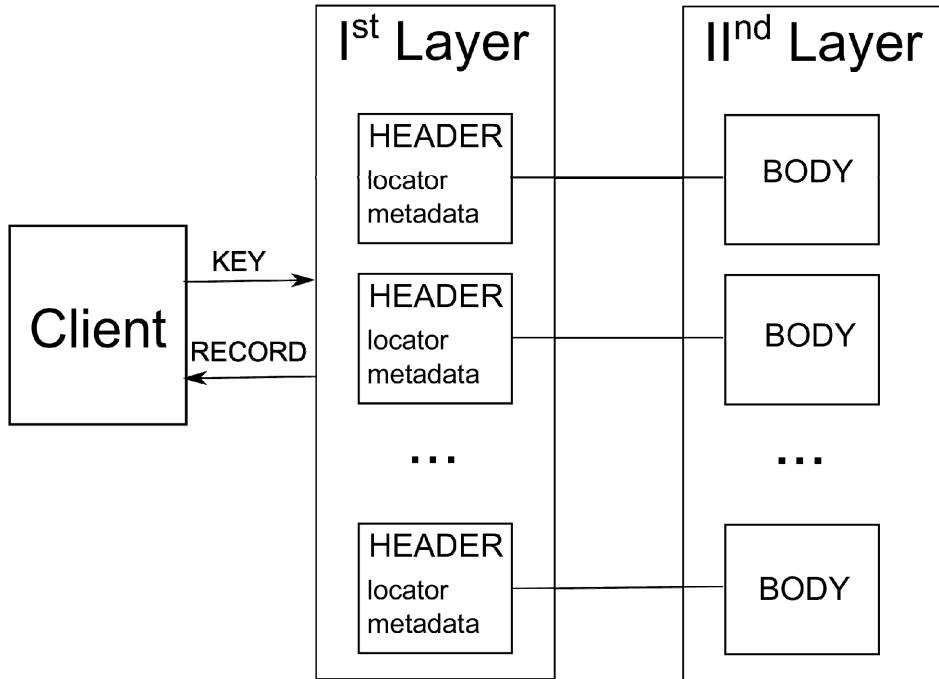 Iˢᵗ Layer
IIⁿᵈ Layer
HEADER
locator
metadata
BODY
Client
KEY
RECORD
HEADER
locator
metadata
BODY
...
...
HEADER
locator
metadata
BODY